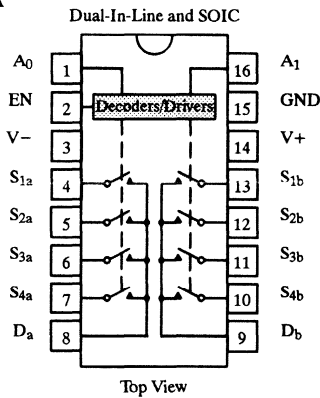 Dual-In-Line and SOIC
A0 1 16 A1
EN 2 Decoders/Drivers 15 GND
V− 3 14 V+
S1a 4 13 S1b
S2a 5 12 S2b
S3a 6 11 S3b
S4a 7 10 S4b
Da 8 9 Db
Top View